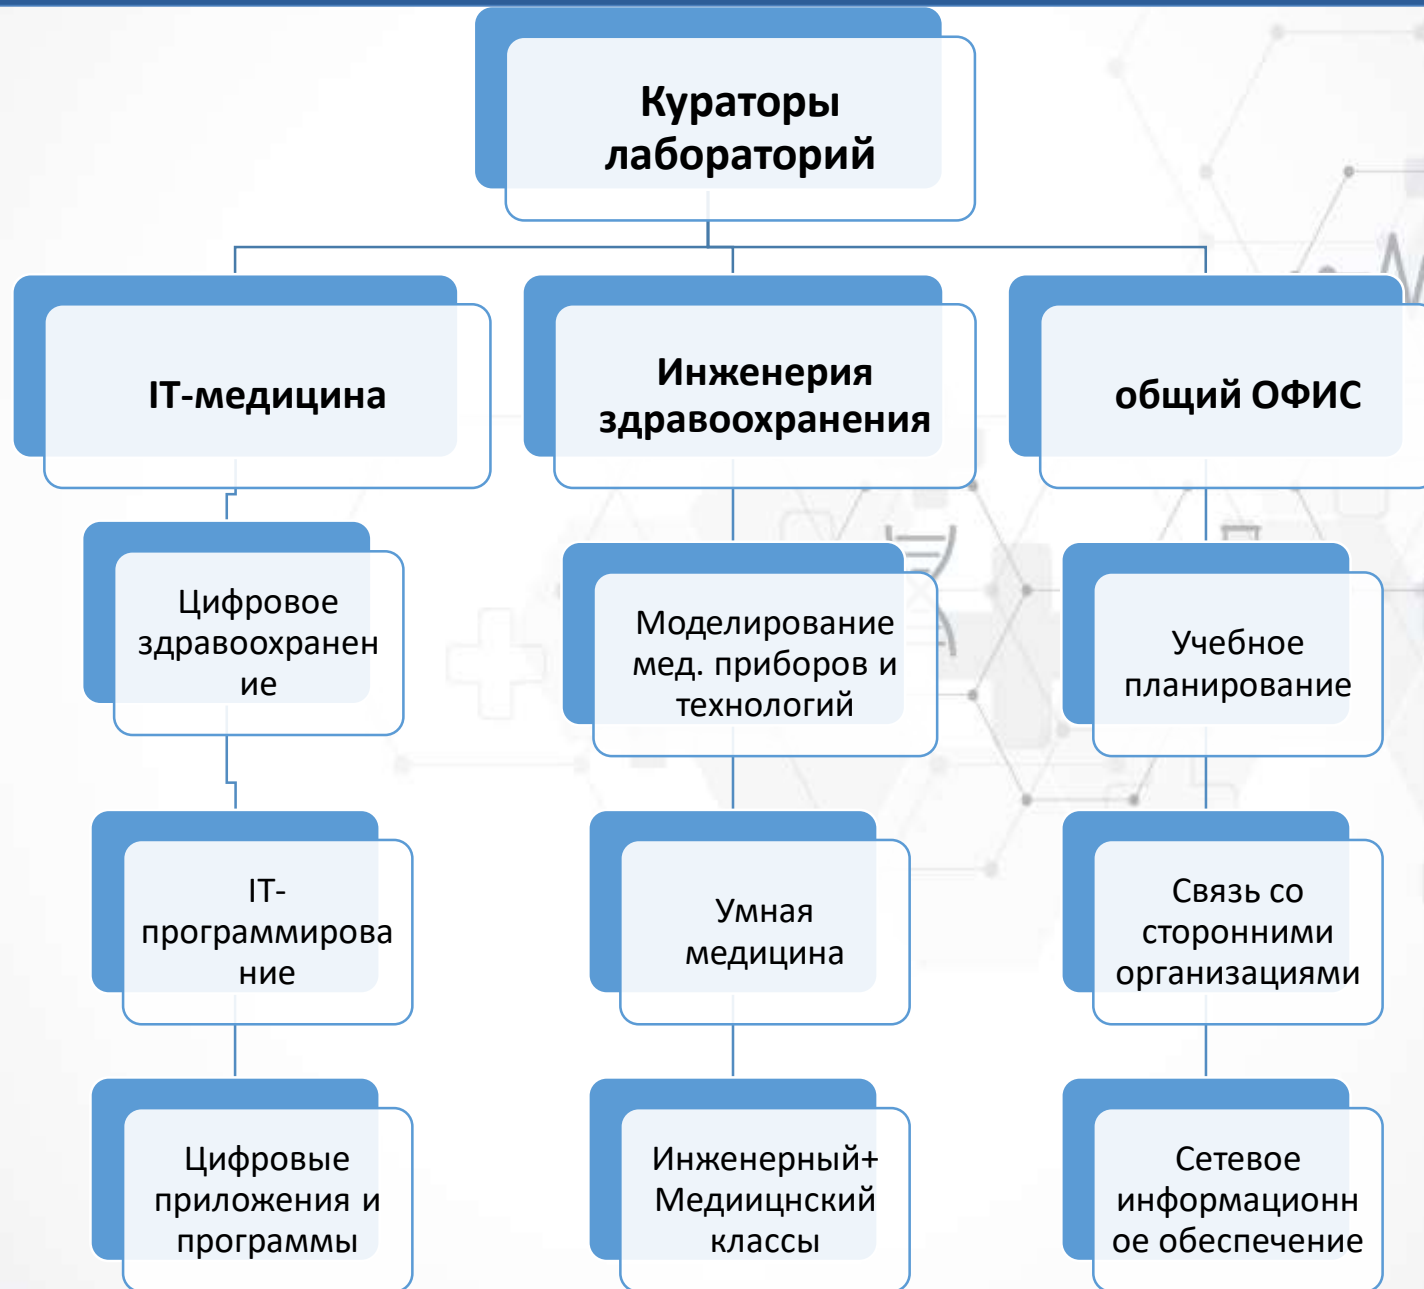 Кураторы
лабораторий
IT-медицина
Инженерия
здравоохранения
общий ОФИС
Цифровое
здравоохранен
ие
Моделирование
мед. приборов и
технологий
Учебное
планирование
IT-
программирова
ние
Умная
медицина
Связь со
сторонними
организациями
Цифровые
приложения и
программы
Инженерный+
Медиицнский
классы
Сетевое
информационн
ое обеспечение